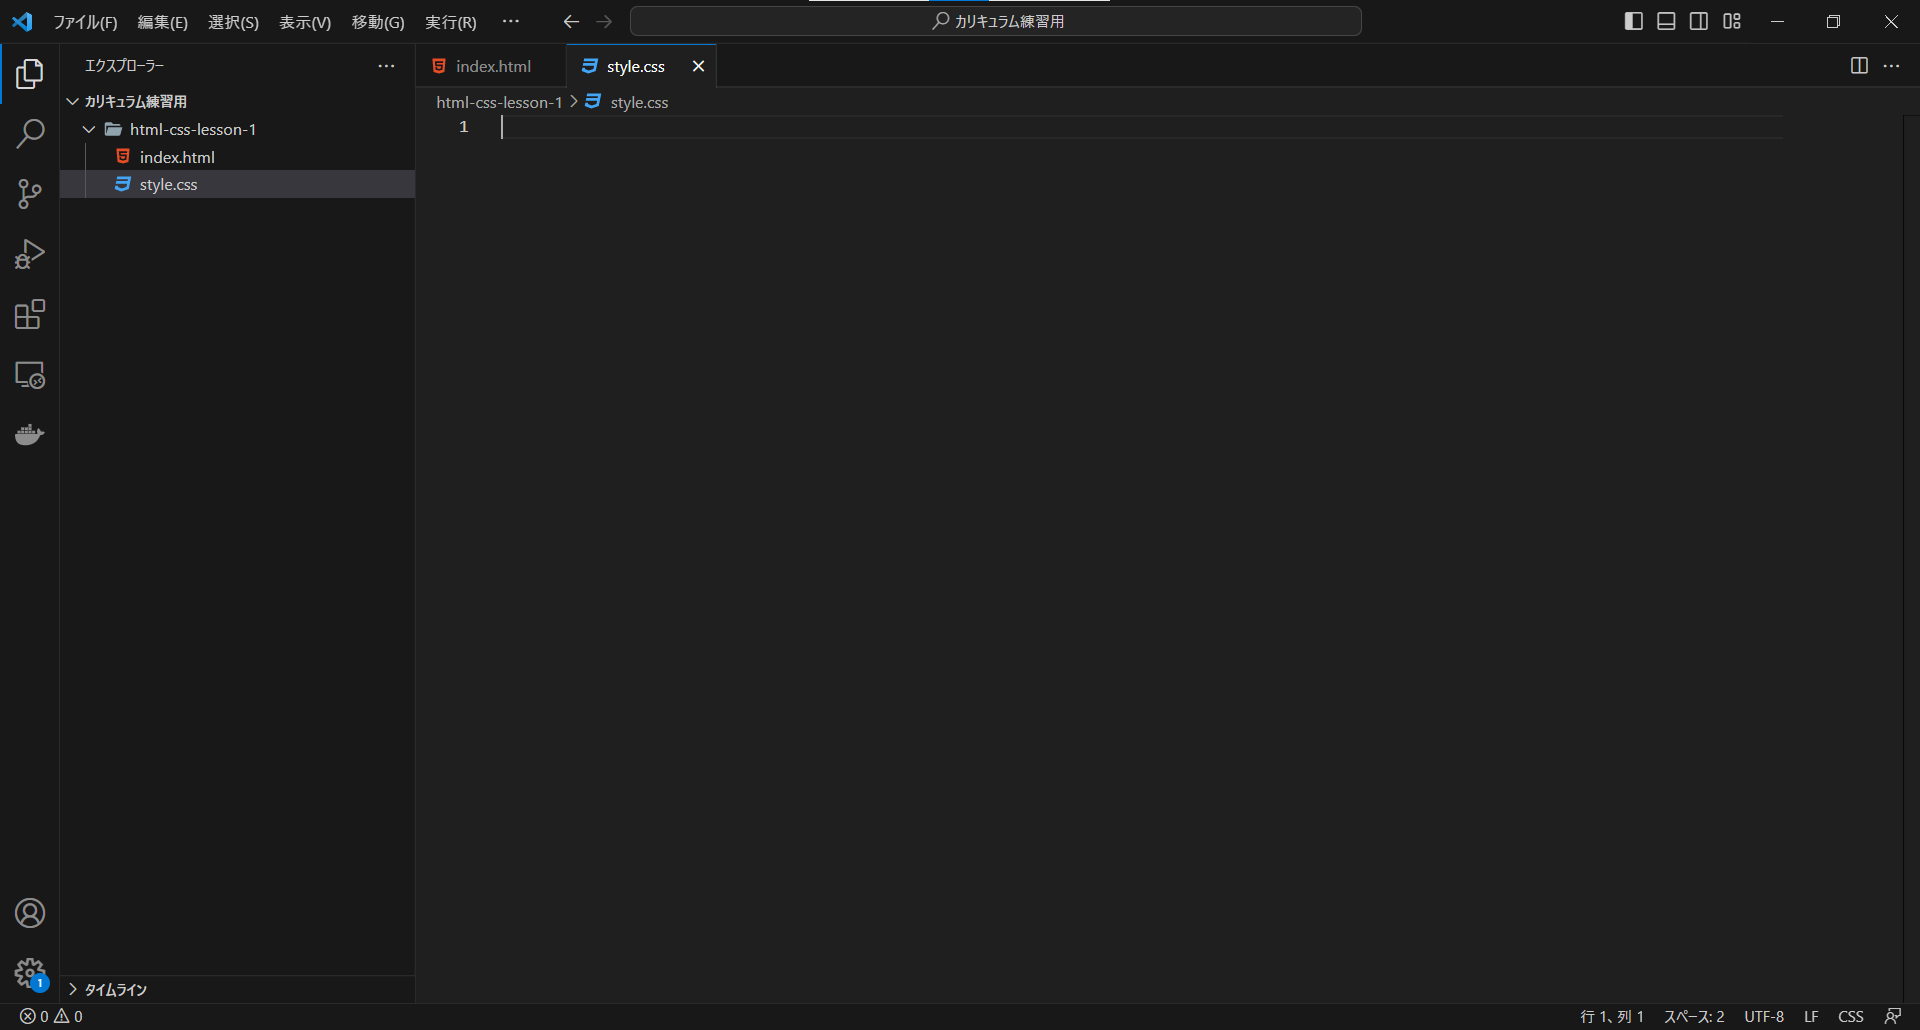 ファイル(F) 編集(E) 選択(S) 表示(V) 移動(G) 実行(R) ··· カリキュラム練習用
エクスプローラー ···
index.html style.css ···
カリキュラム練習用
html-css-lesson-1 > style.css
html-css-lesson-1
1
index.html
style.css
1
タイムライン
0 0 行 1、列 1 スペース: 2 UTF-8 LF CSS